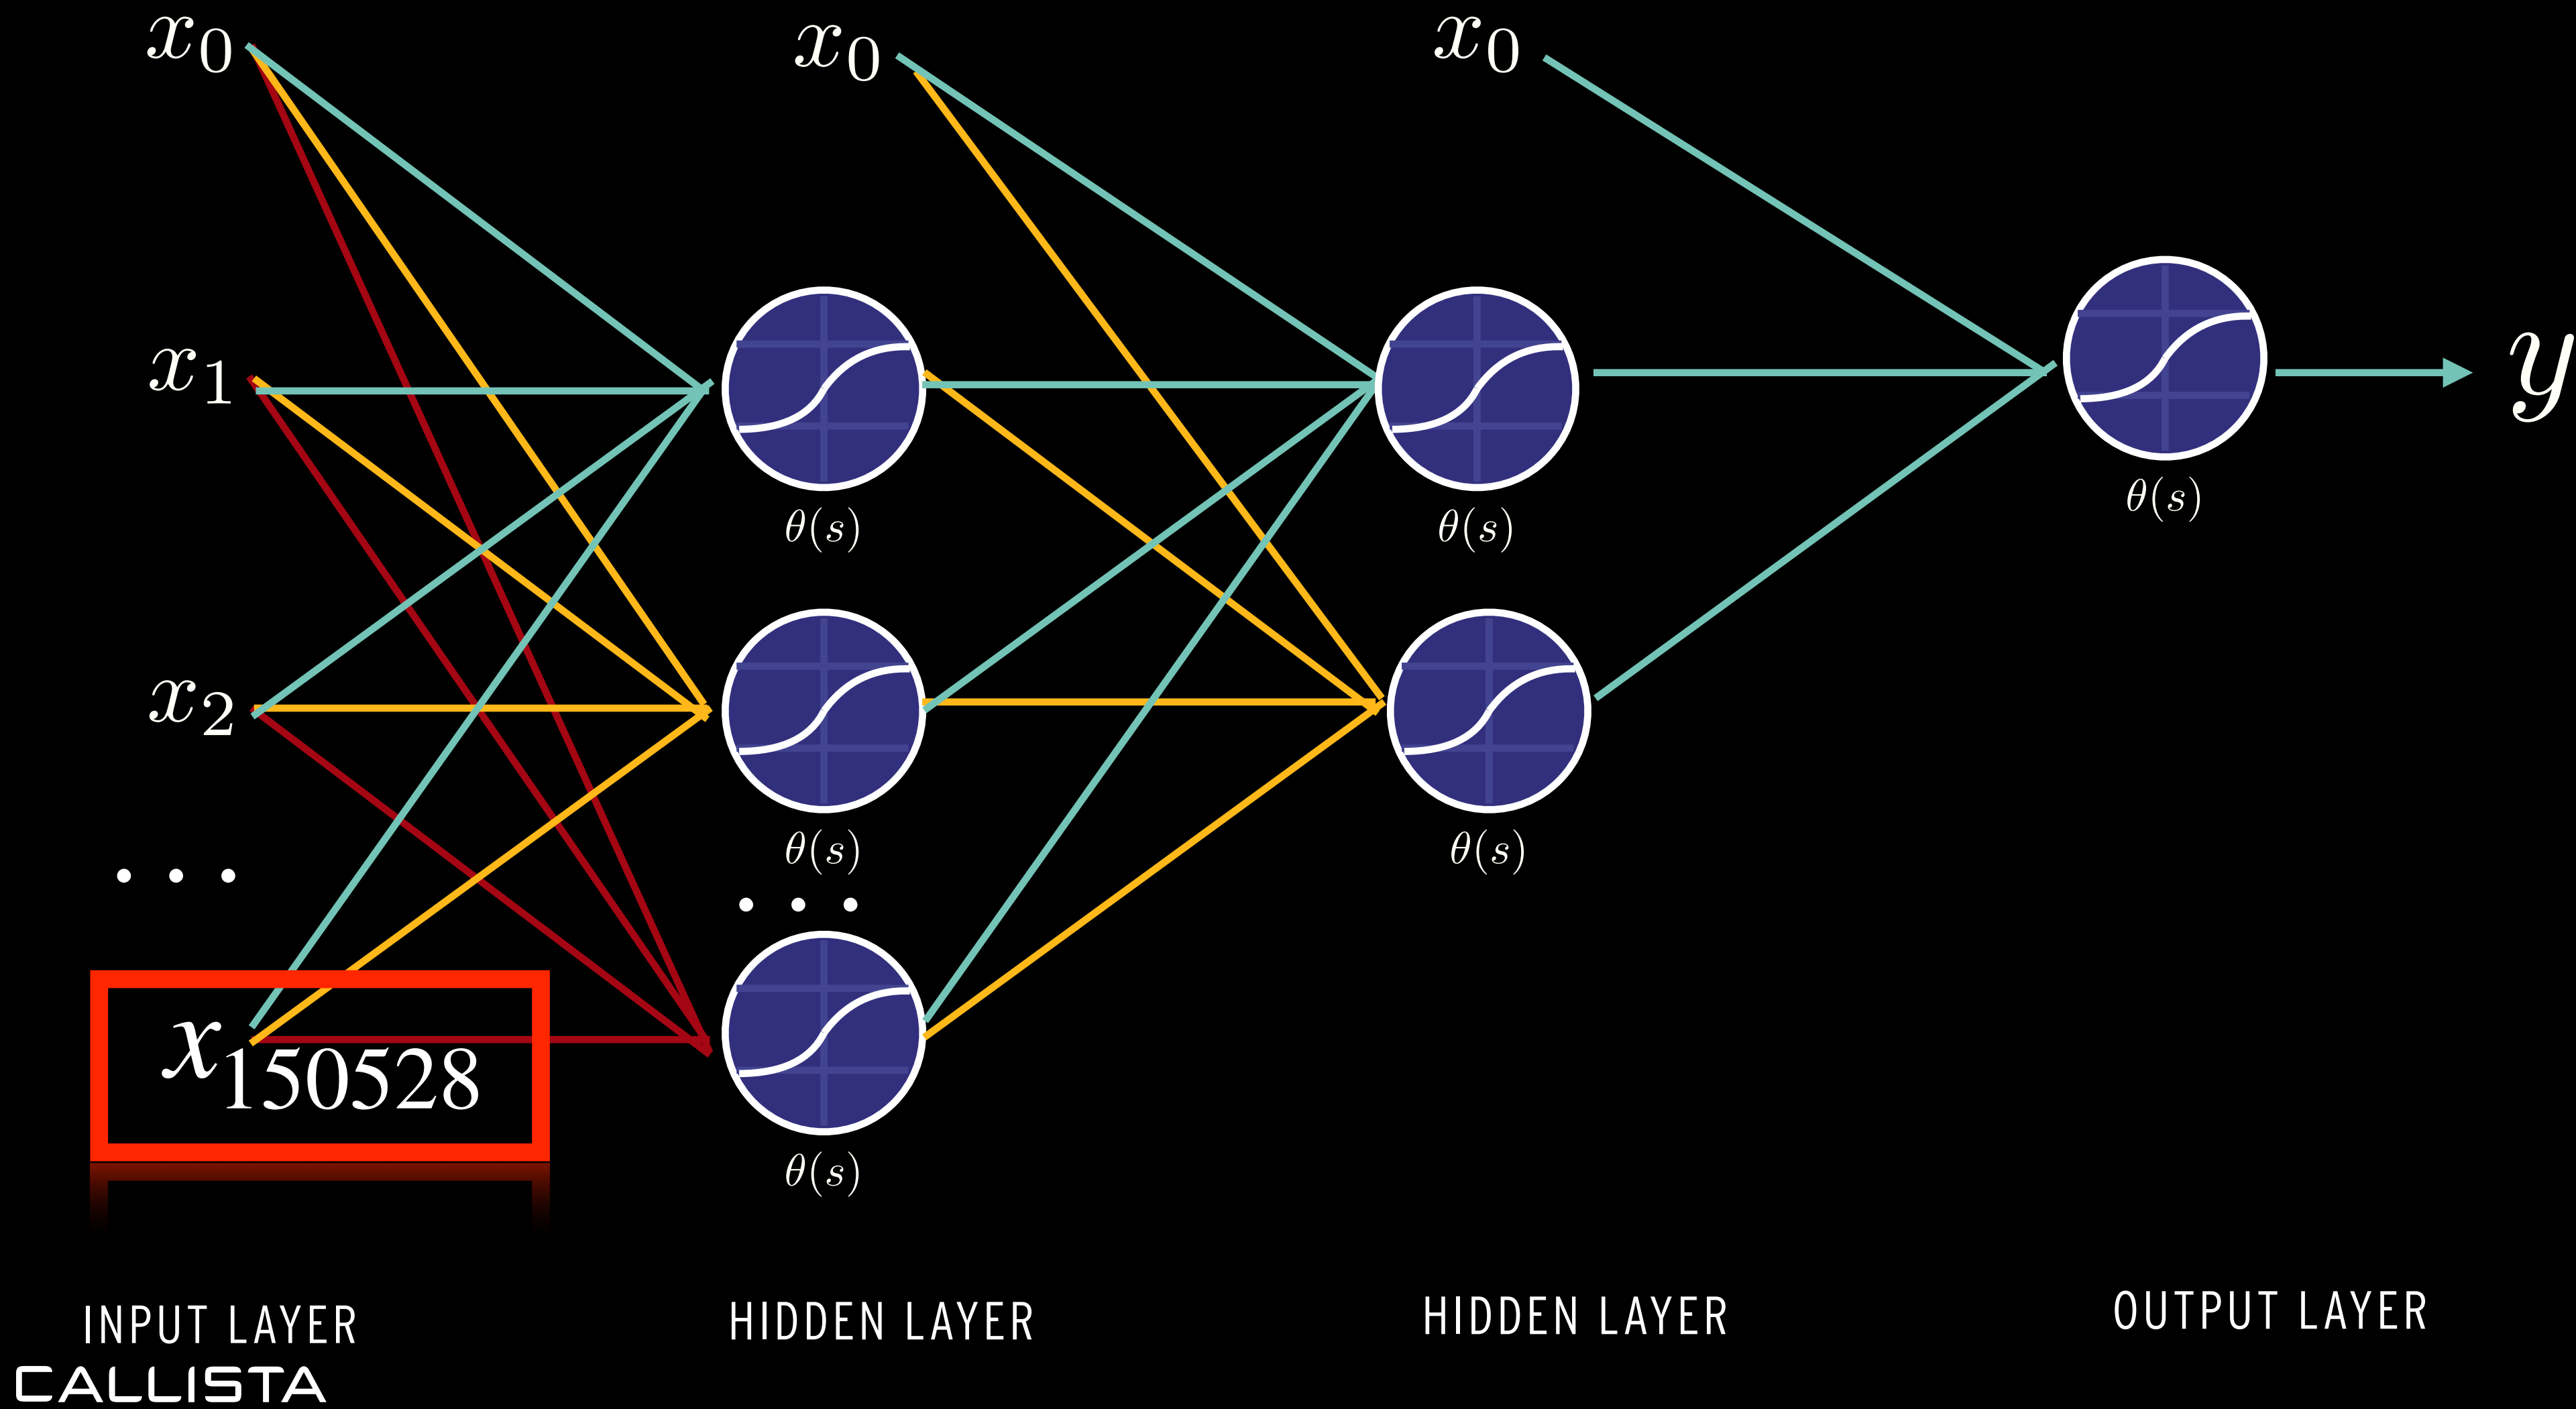 x₀ x₀ x₀
x₁ y
θ(s) θ(s) θ(s)
x₂
θ(s) θ(s)
. . .
. . .
x₁₅₀₅₂₈
θ(s)
INPUT LAYER HIDDEN LAYER HIDDEN LAYER OUTPUT LAYER
CALLISTA